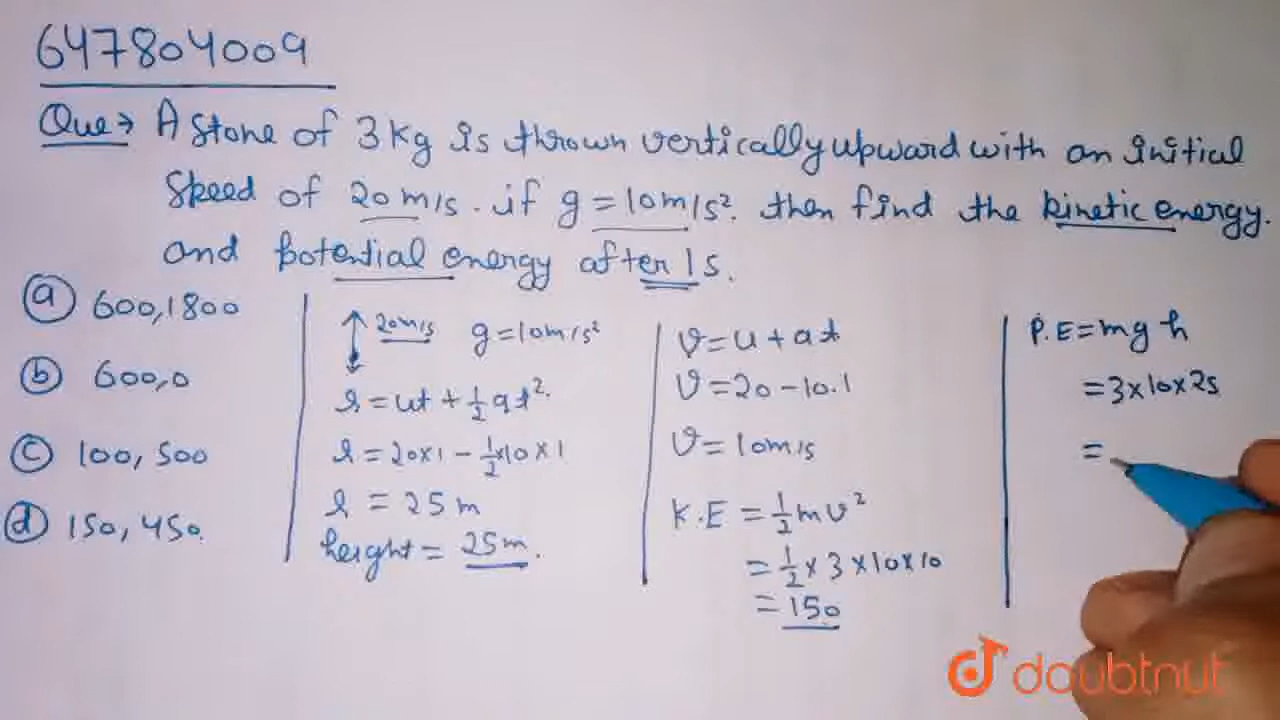 647804009
Que → A Stone of 3 kg is thrown vertically upward with an initial
Speed of 20 m/s. if g = 10 m/s². then find the kinetic energy.
and potential energy after 1 s.
(a) 600, 1800
(b) 600, 0
(c) 100, 500
(d) 150, 450.
20 m/s g = 10 m/s²
s = ut + 1/2 at².
s = 20×1 - 1/2×10×1
s = 25 m
height = 25 m.
v = u + at
v = 20 - 10.1
v = 10 m/s
K.E = 1/2 mv²
= 1/2 × 3 × 10 × 10
= 150
P.E = mgh
= 3×10×25
=
doubtnut